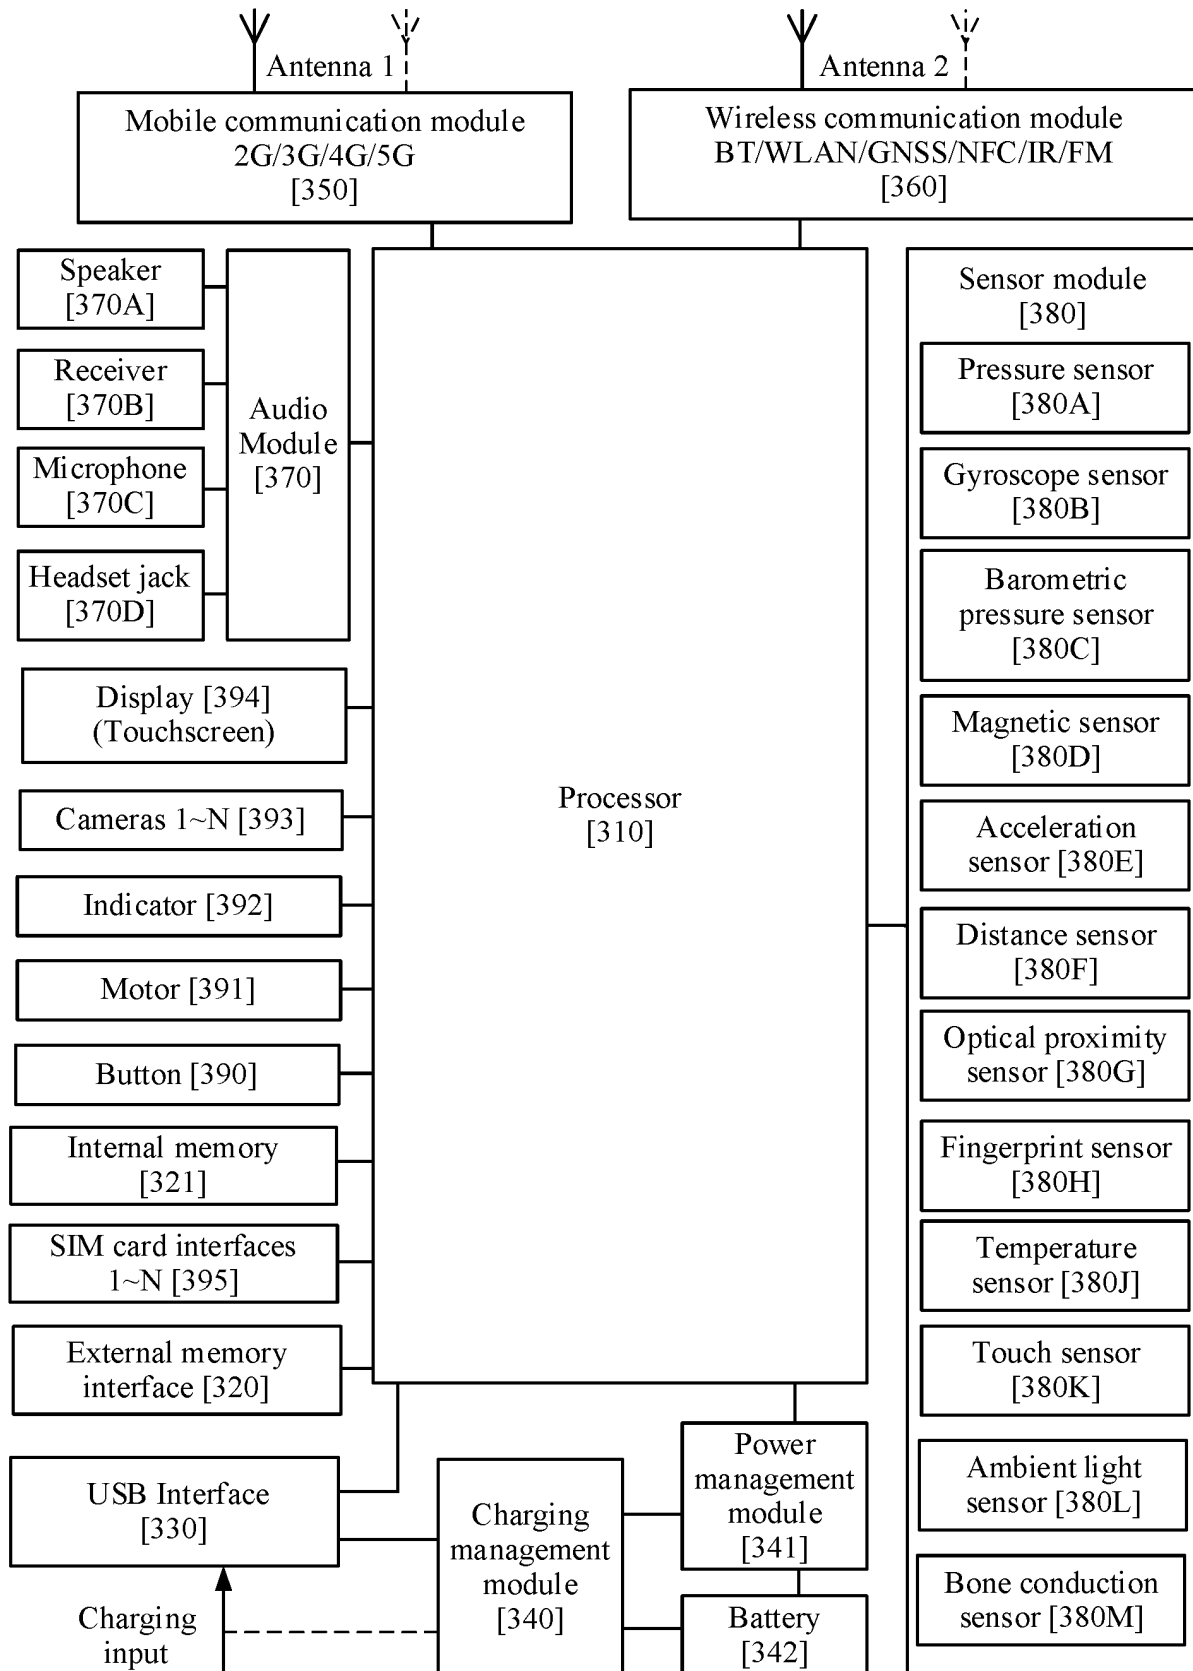 Antenna 1
Antenna 2
Mobile communication module
2G/3G/4G/5G
[350]
Wireless communication module
BT/WLAN/GNSS/NFC/IR/FM
[360]
Speaker
[370A]
Receiver
[370B]
Microphone
[370C]
Headset jack
[370D]
Audio
Module
[370]
Display [394]
(Touchscreen)
Cameras 1~N [393]
Indicator [392]
Motor [391]
Button [390]
Internal memory
[321]
SIM card interfaces
1~N [395]
External memory
interface [320]
USB Interface
[330]
Charging
input
Processor
[310]
Charging
management
module
[340]
Power
management
module
[341]
Battery
[342]
Sensor module
[380]
Pressure sensor
[380A]
Gyroscope sensor
[380B]
Barometric
pressure sensor
[380C]
Magnetic sensor
[380D]
Acceleration
sensor [380E]
Distance sensor
[380F]
Optical proximity
sensor [380G]
Fingerprint sensor
[380H]
Temperature
sensor [380J]
Touch sensor
[380K]
Ambient light
sensor [380L]
Bone conduction
sensor [380M]